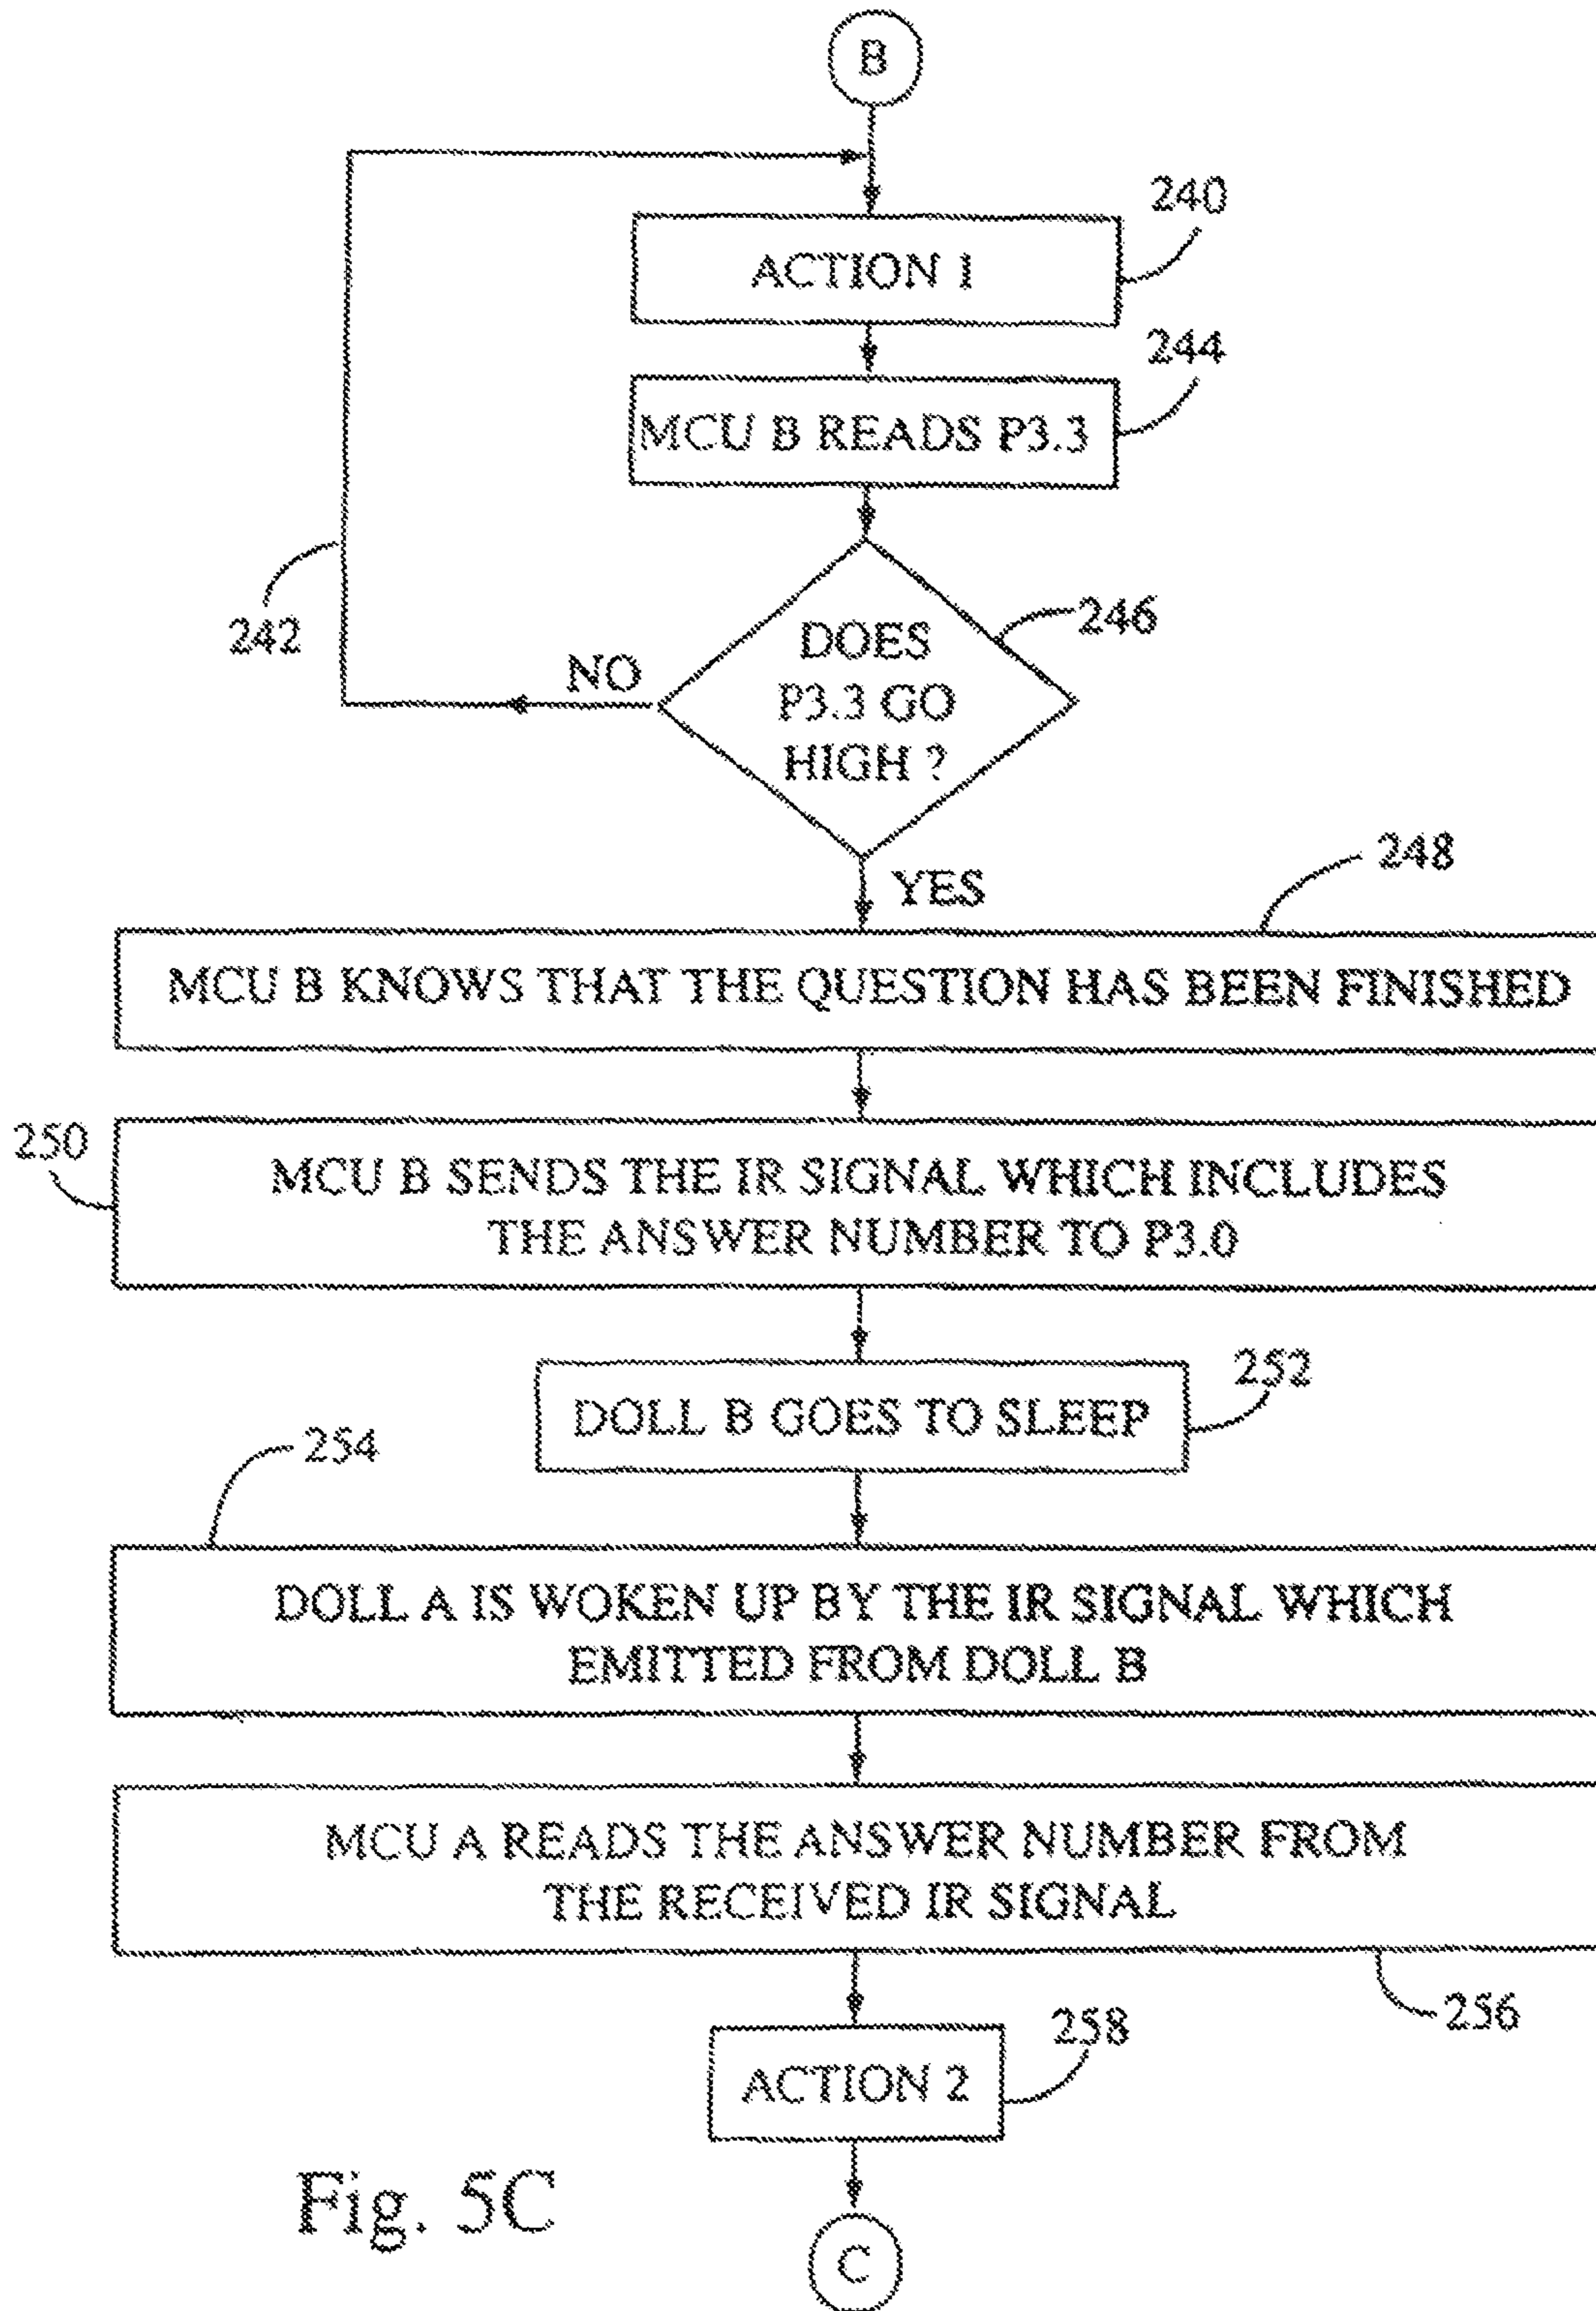 B
240
ACTION 1
244
MCU B READS P3.3
246
DOES
P3.3 GO
HIGH ?
242
NO
YES
248
MCU B KNOWS THAT THE QUESTION HAS BEEN FINISHED
250
MCU B SENDS THE IR SIGNAL WHICH INCLUDES
THE ANSWER NUMBER TO P3.0
252
DOLL B GOES TO SLEEP
254
DOLL A IS WOKEN UP BY THE IR SIGNAL WHICH
EMITTED FROM DOLL B
MCU A READS THE ANSWER NUMBER FROM
THE RECEIVED IR SIGNAL
256
258
ACTION 2
Fig. 5C
C